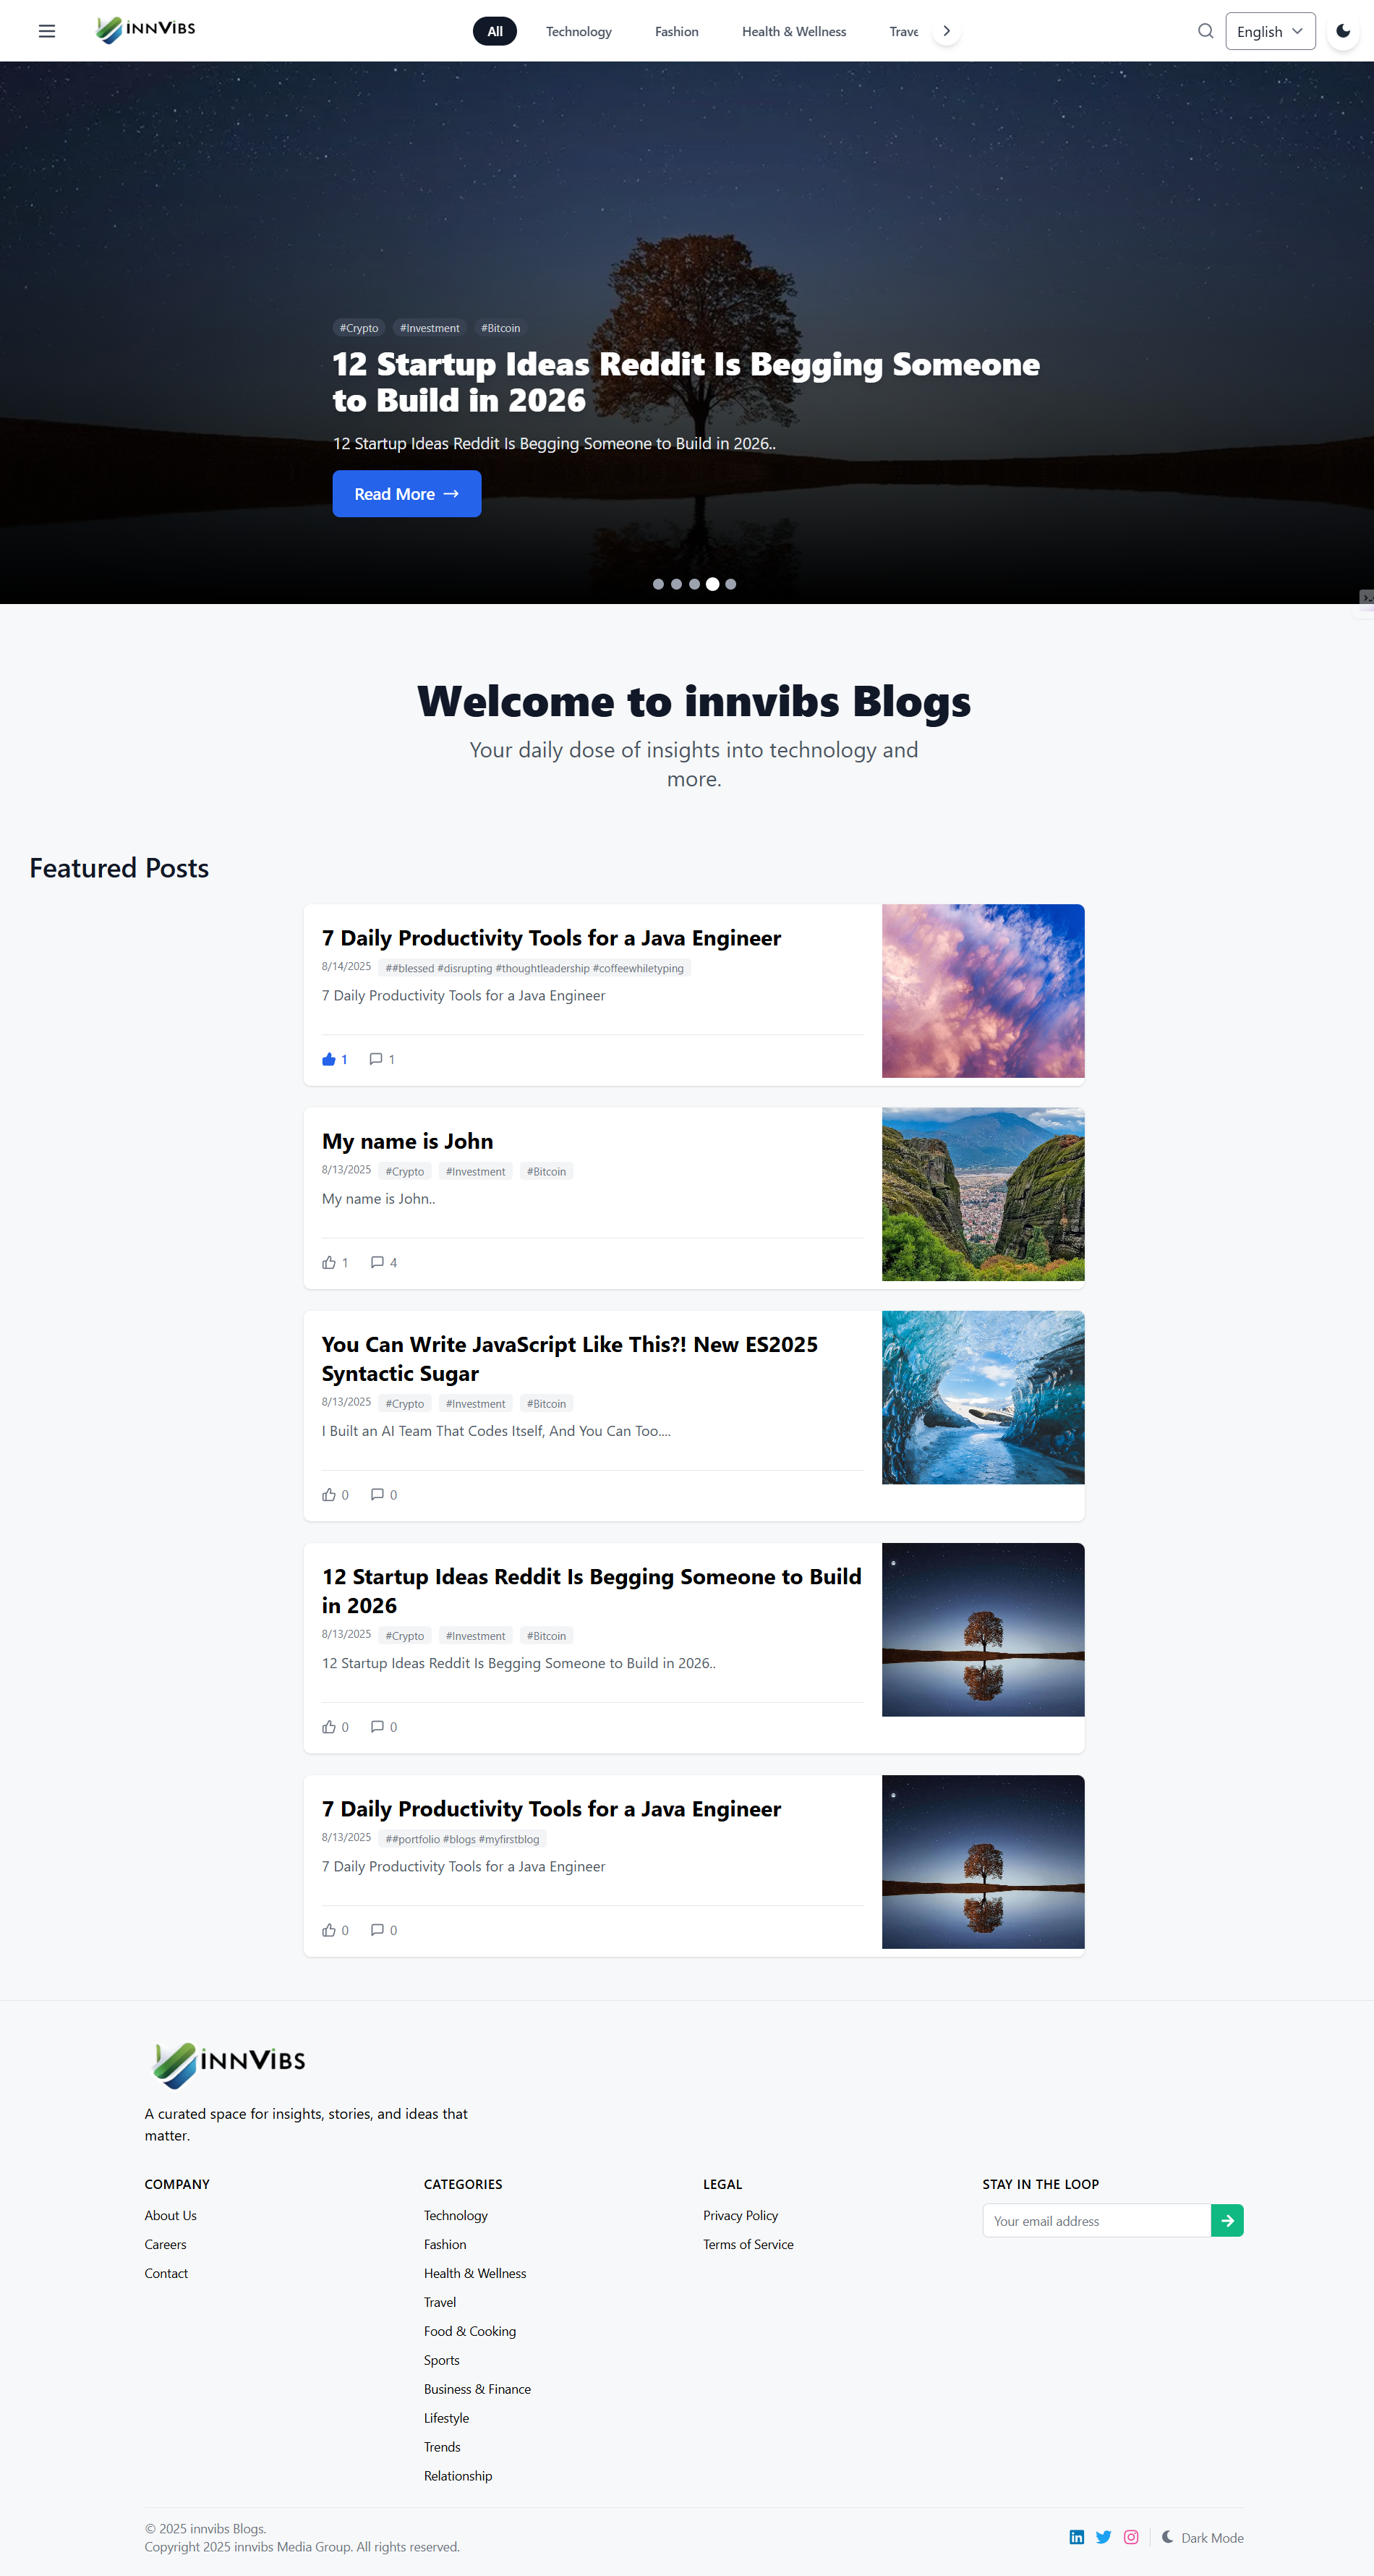 innViBs
All
Technology
Fashion
Health & Wellness
Trave
English
#Crypto #Investment #Bitcoin
12 Startup Ideas Reddit Is Begging Someone
to Build in 2026
12 Startup Ideas Reddit Is Begging Someone to Build in 2026..
Read More →
Welcome to innvibs Blogs
Your daily dose of insights into technology and
more.
Featured Posts
7 Daily Productivity Tools for a Java Engineer
8/14/2025 ##blessed #disrupting #thoughtleadership #coffeewhiletyping
7 Daily Productivity Tools for a Java Engineer
1 1
My name is John
8/13/2025 #Crypto #Investment #Bitcoin
My name is John..
1 4
You Can Write JavaScript Like This?! New ES2025
Syntactic Sugar
8/13/2025 #Crypto #Investment #Bitcoin
I Built an AI Team That Codes Itself, And You Can Too....
0 0
12 Startup Ideas Reddit Is Begging Someone to Build
in 2026
8/13/2025 #Crypto #Investment #Bitcoin
12 Startup Ideas Reddit Is Begging Someone to Build in 2026..
0 0
7 Daily Productivity Tools for a Java Engineer
8/13/2025 ##portfolio #blogs #myfirstblog
7 Daily Productivity Tools for a Java Engineer
0 0
innViBs
A curated space for insights, stories, and ideas that
matter.
COMPANY
About Us
Careers
Contact
CATEGORIES
Technology
Fashion
Health & Wellness
Travel
Food & Cooking
Sports
Business & Finance
Lifestyle
Trends
Relationship
LEGAL
Privacy Policy
Terms of Service
STAY IN THE LOOP
Your email address
© 2025 innvibs Blogs.
Copyright 2025 innvibs Media Group. All rights reserved.
Dark Mode